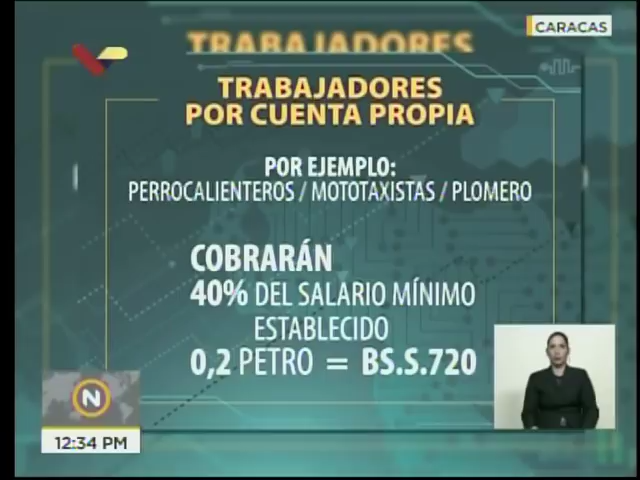 CARACAS
TRABAJADORES
TRABAJADORES
POR CUENTA PROPIA
POR EJEMPLO:
PERROCALIENTEROS / MOTOTAXISTAS / PLOMERO
COBRARÁN
40% DEL SALARIO MÍNIMO
ESTABLECIDO
0,2 PETRO = BS.S.720
N
12:34 PM